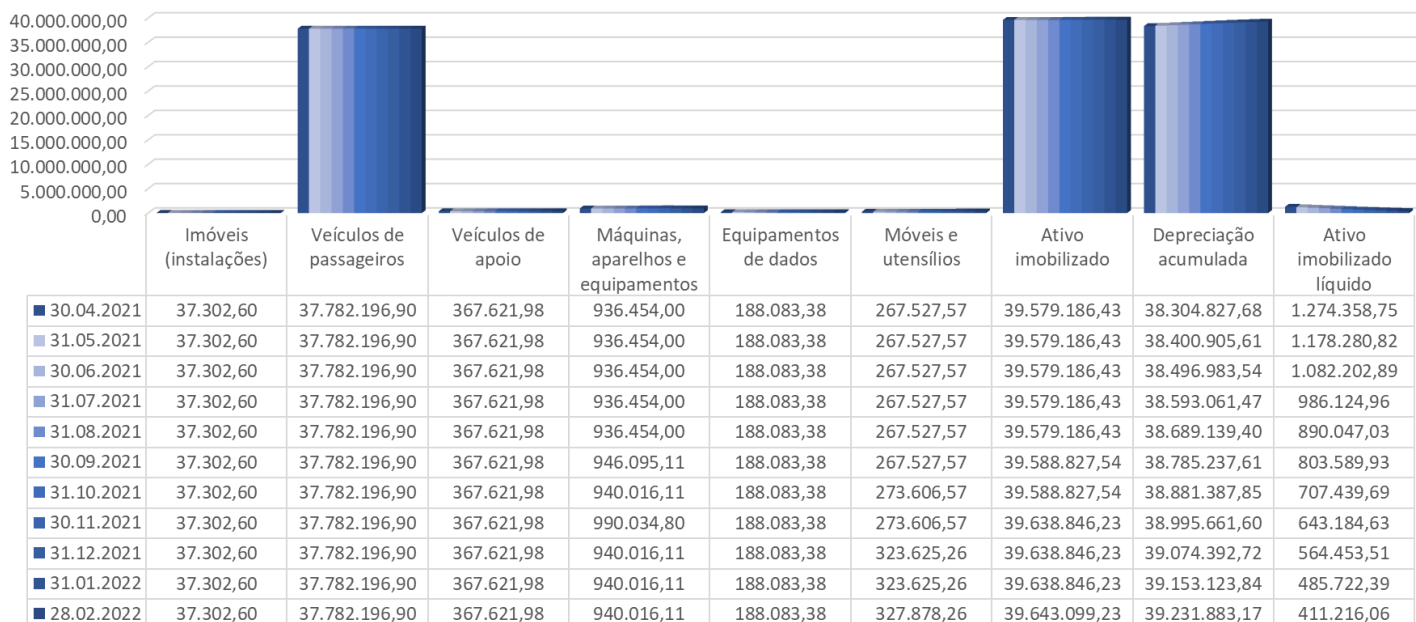 40.000.000,00
35.000.000,00
30.000.000,00
25.000.000,00
20.000.000,00
15.000.000,00
10.000.000,00
5.000.000,00
0,00
Imóveis (instalações) Veículos de passageiros Veículos de apoio Máquinas, aparelhos e equipamentos Equipamentos de dados Móveis e utensílios Ativo imobilizado Depreciação acumulada Ativo imobilizado líquido
30.04.2021 37.302,60 37.782.196,90 367.621,98 936.454,00 188.083,38 267.527,57 39.579.186,43 38.304.827,68 1.274.358,75
31.05.2021 37.302,60 37.782.196,90 367.621,98 936.454,00 188.083,38 267.527,57 39.579.186,43 38.400.905,61 1.178.280,82
30.06.2021 37.302,60 37.782.196,90 367.621,98 936.454,00 188.083,38 267.527,57 39.579.186,43 38.496.983,54 1.082.202,89
31.07.2021 37.302,60 37.782.196,90 367.621,98 936.454,00 188.083,38 267.527,57 39.579.186,43 38.593.061,47 986.124,96
31.08.2021 37.302,60 37.782.196,90 367.621,98 936.454,00 188.083,38 267.527,57 39.579.186,43 38.689.139,40 890.047,03
30.09.2021 37.302,60 37.782.196,90 367.621,98 946.095,11 188.083,38 267.527,57 39.588.827,54 38.785.237,61 803.589,93
31.10.2021 37.302,60 37.782.196,90 367.621,98 940.016,11 188.083,38 273.606,57 39.588.827,54 38.881.387,85 707.439,69
30.11.2021 37.302,60 37.782.196,90 367.621,98 990.034,80 188.083,38 273.606,57 39.638.846,23 38.995.661,60 643.184,63
31.12.2021 37.302,60 37.782.196,90 367.621,98 940.016,11 188.083,38 323.625,26 39.638.846,23 39.074.392,72 564.453,51
31.01.2022 37.302,60 37.782.196,90 367.621,98 940.016,11 188.083,38 323.625,26 39.638.846,23 39.153.123,84 485.722,39
28.02.2022 37.302,60 37.782.196,90 367.621,98 940.016,11 188.083,38 327.878,26 39.643.099,23 39.231.883,17 411.216,06